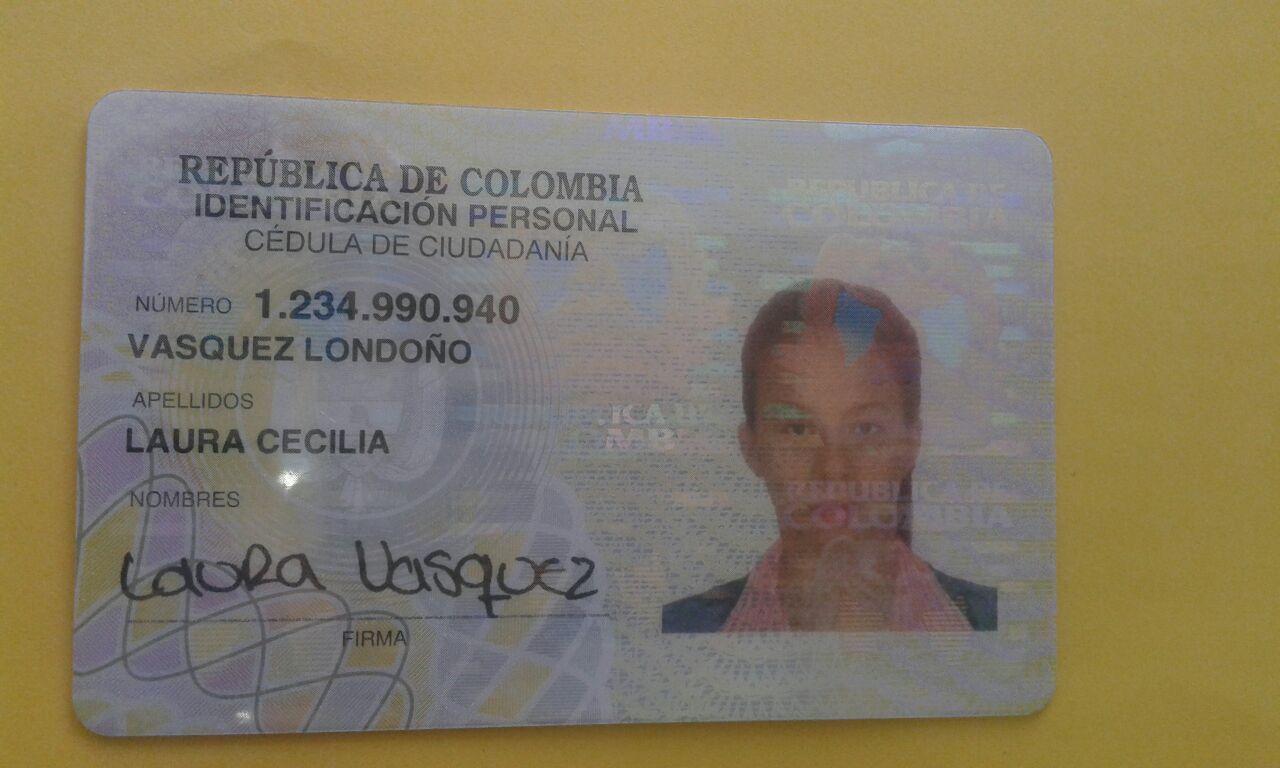 REPÚBLICA DE COLOMBIA
IDENTIFICACIÓN PERSONAL
CÉDULA DE CIUDADANÍA
NÚMERO 1.234.990.940
VASQUEZ LONDOÑO
APELLIDOS
LAURA CECILIA
NOMBRES
Laura Vasquez
FIRMA
REPUBLICA DE
COLOMBIA
REPUBLICA DE
COLOMBIA